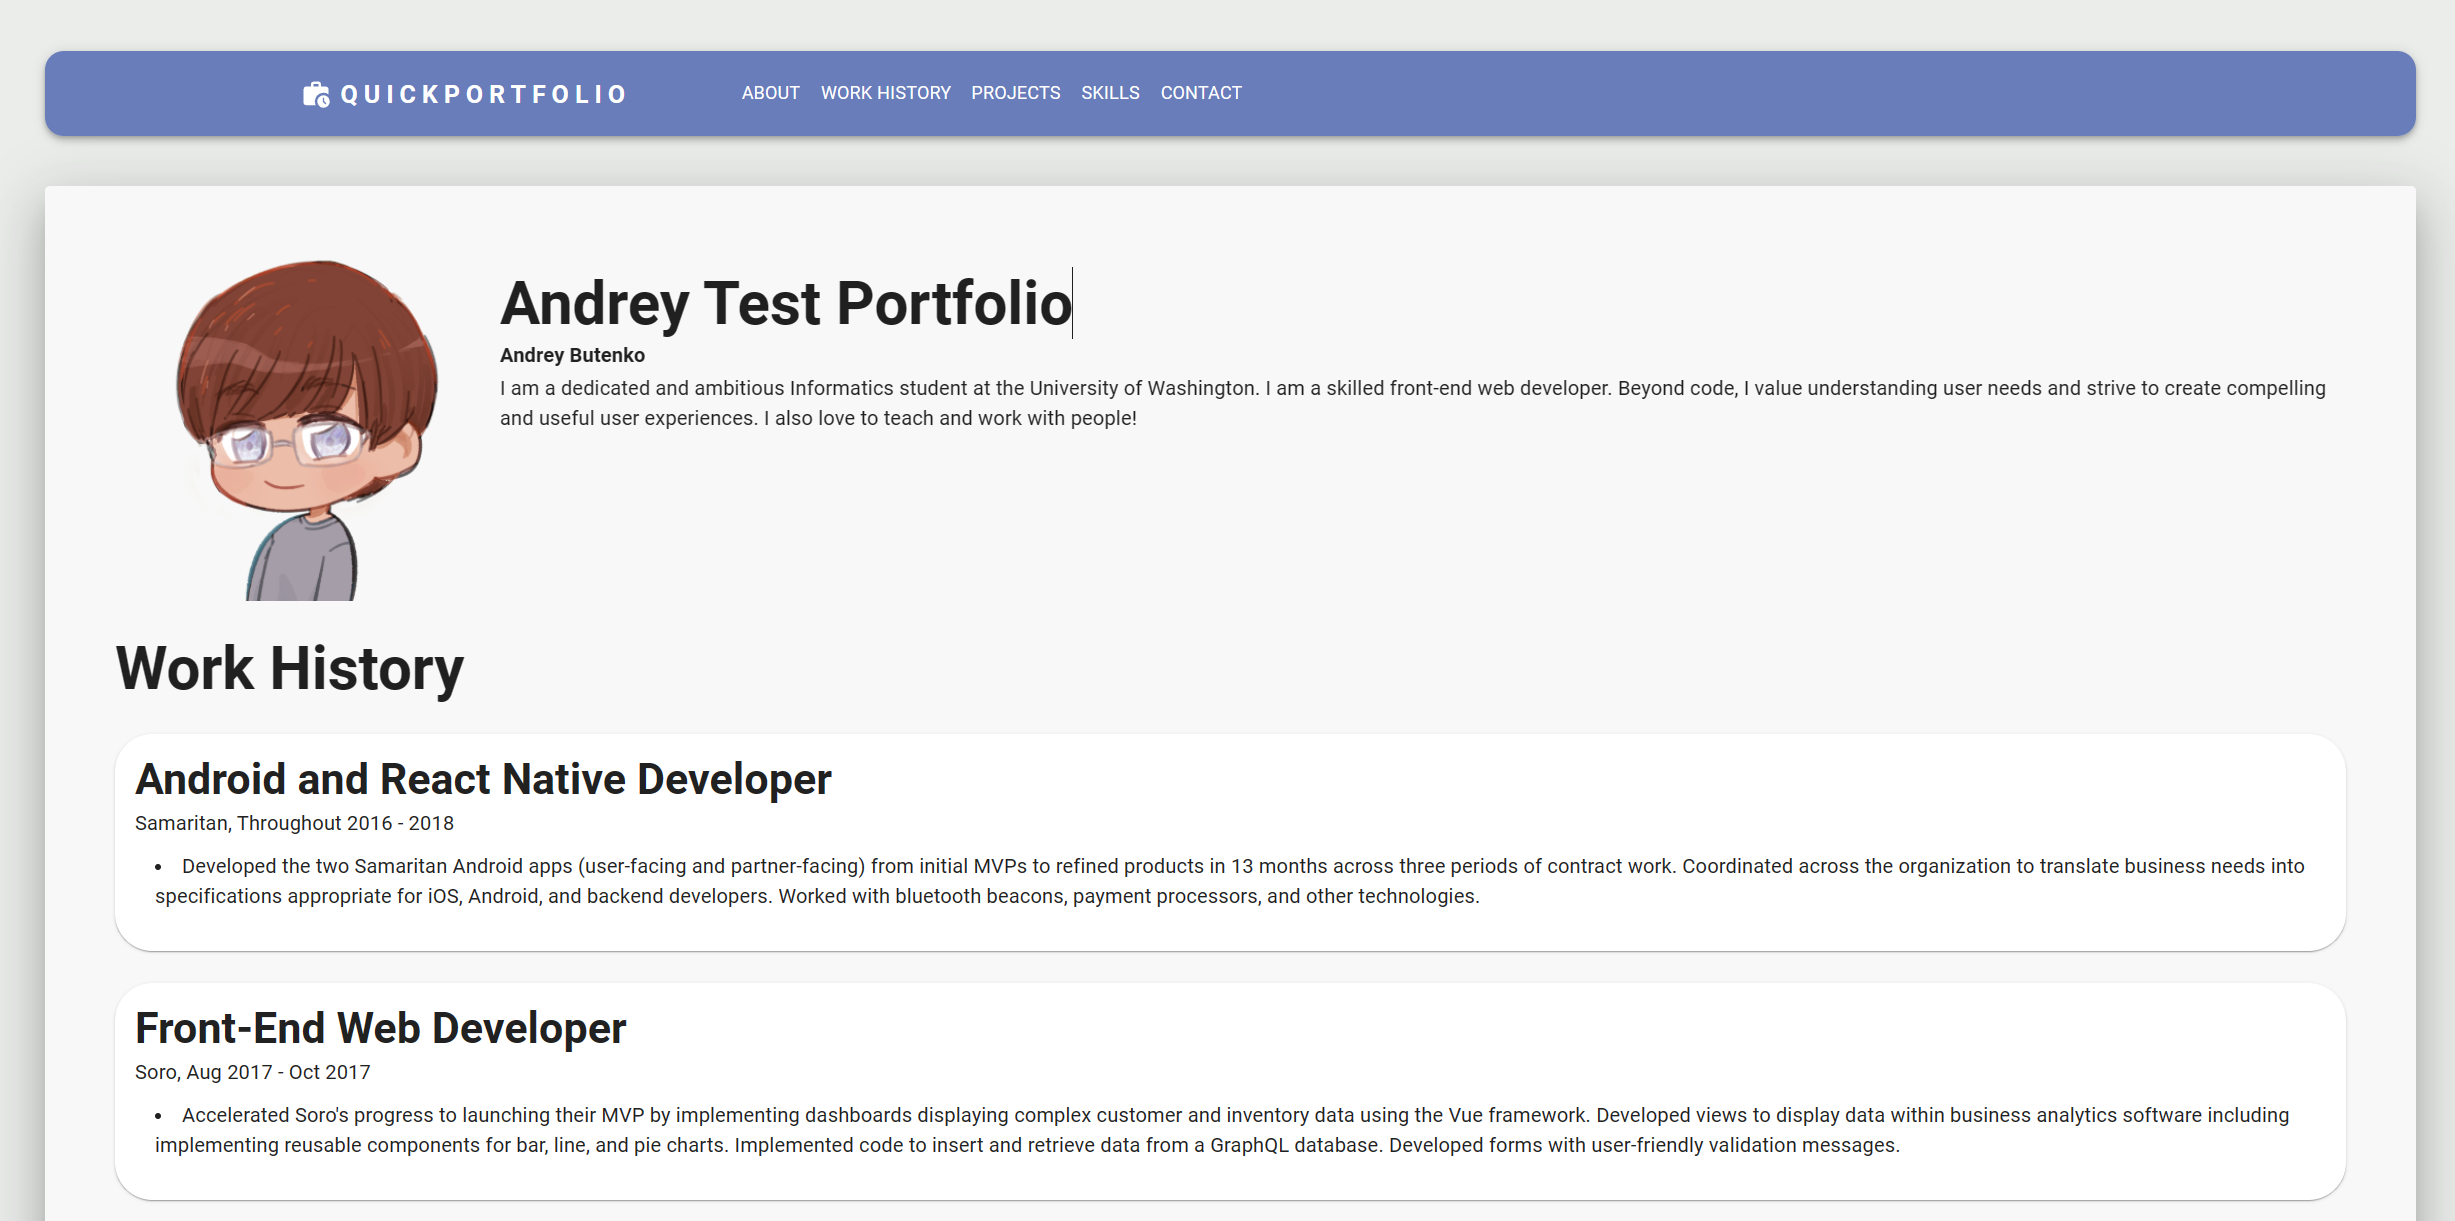 QUICKPORTFOLIO ABOUT WORK HISTORY PROJECTS SKILLS CONTACT
Andrey Test Portfolio
Andrey Butenko
I am a dedicated and ambitious Informatics student at the University of Washington. I am a skilled front-end web developer. Beyond code, I value understanding user needs and strive to create compelling
and useful user experiences. I also love to teach and work with people!
Work History
Android and React Native Developer
Samaritan, Throughout 2016 - 2018
• Developed the two Samaritan Android apps (user-facing and partner-facing) from initial MVPs to refined products in 13 months across three periods of contract work. Coordinated across the organization to translate business needs into
specifications appropriate for iOS, Android, and backend developers. Worked with bluetooth beacons, payment processors, and other technologies.
Front-End Web Developer
Soro, Aug 2017 - Oct 2017
• Accelerated Soro's progress to launching their MVP by implementing dashboards displaying complex customer and inventory data using the Vue framework. Developed views to display data within business analytics software including
implementing reusable components for bar, line, and pie charts. Implemented code to insert and retrieve data from a GraphQL database. Developed forms with user-friendly validation messages.